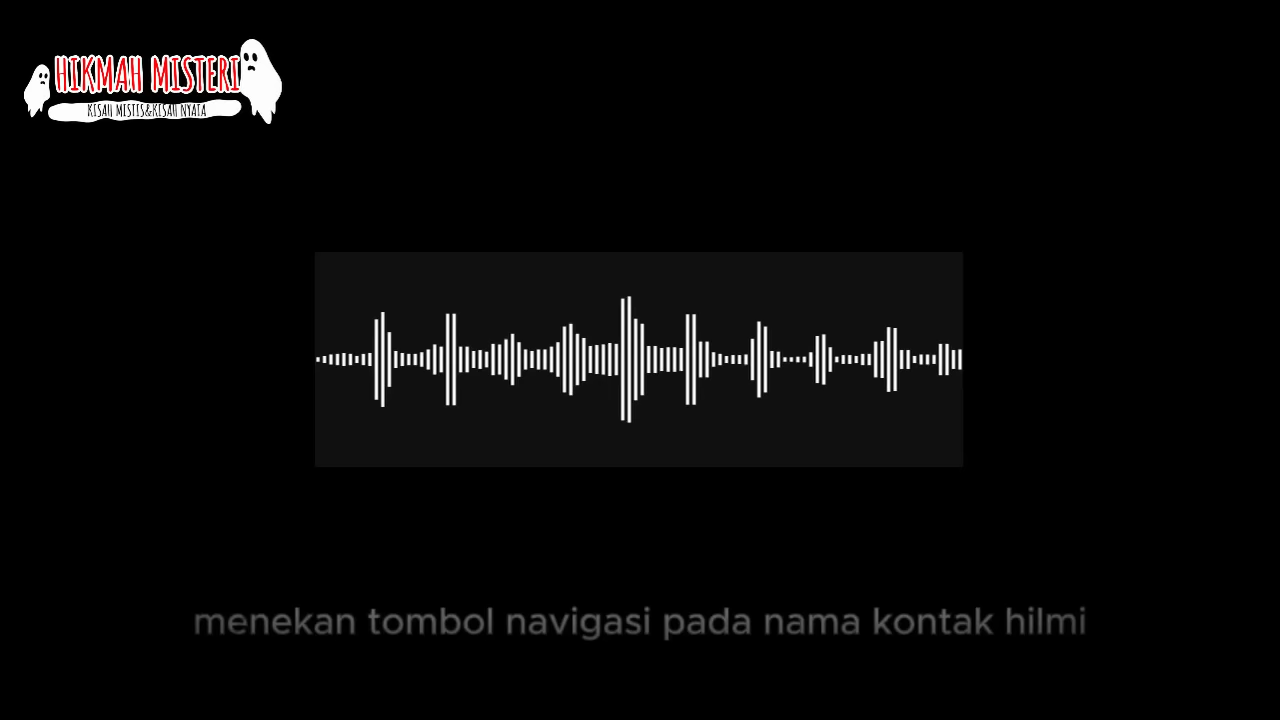 HIKMAH MISTERI
KISAH MISTIS&KISAH NYATA
menekan tombol navigasi pada nama kontak hilmi